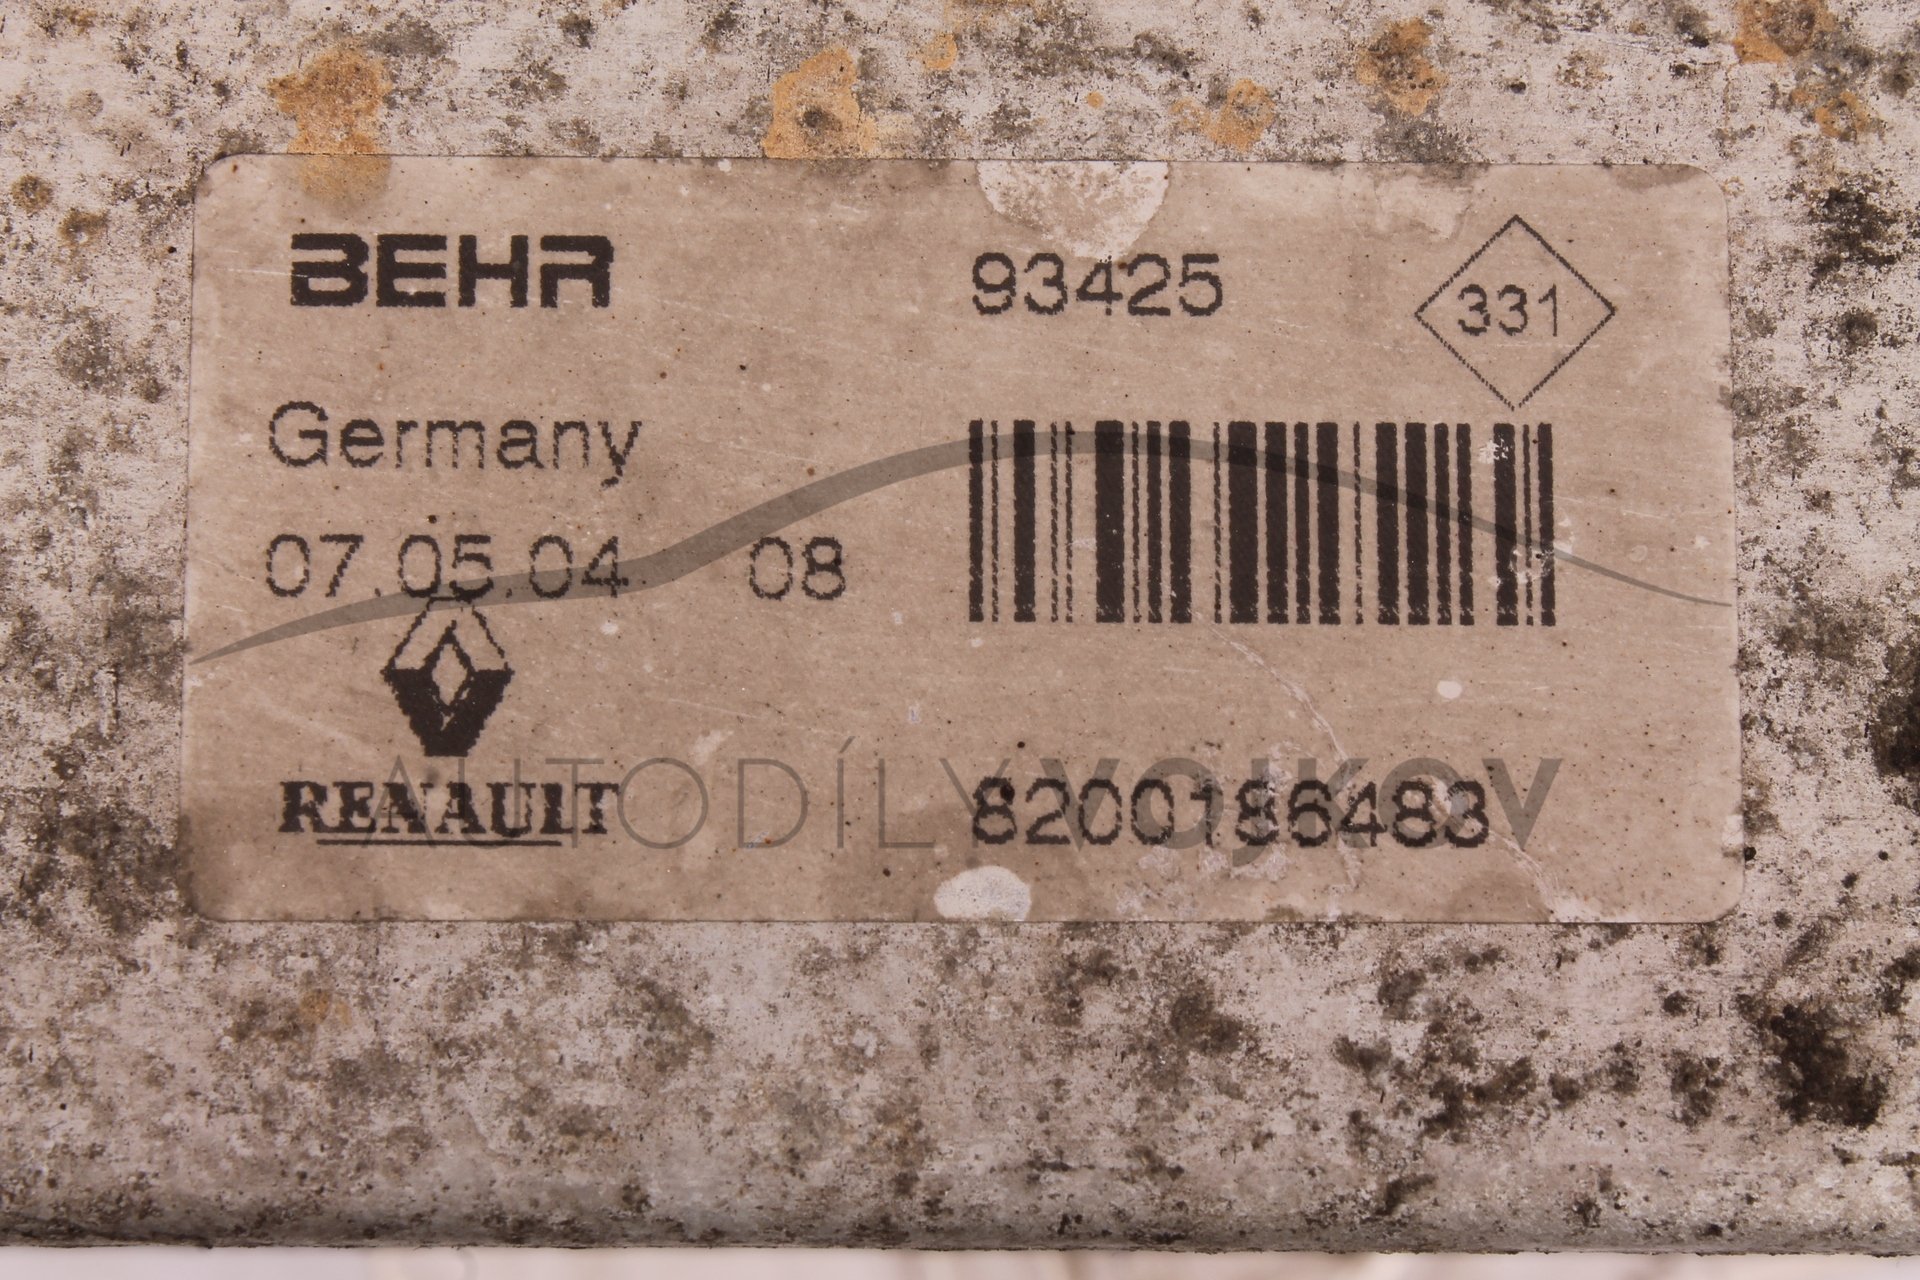 BEHR 93425 331
Germany
07.05.04 08
RENAULT 8200186483
AUTODÍLY VOJKOV